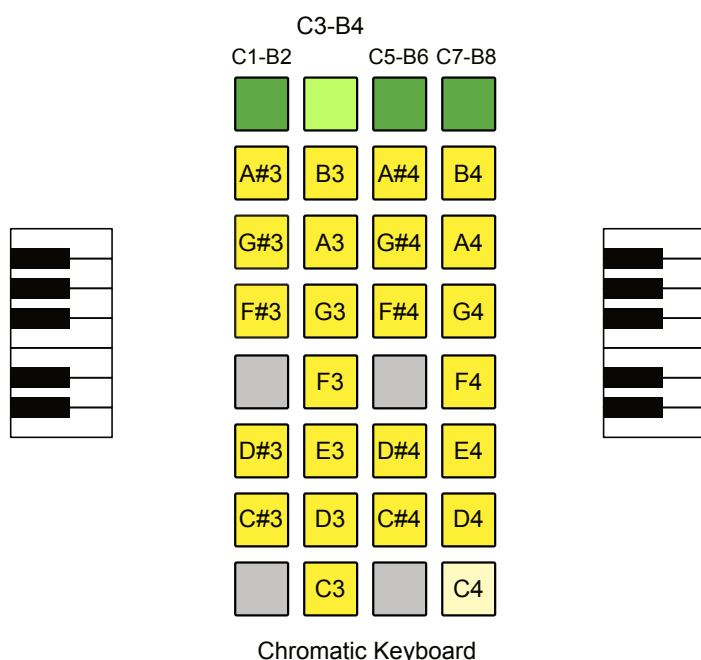 C3-B4
C1-B2 C5-B6 C7-B8
A#3 B3 A#4 B4
G#3 A3 G#4 A4
F#3 G3 F#4 G4
F3 F4
D#3 E3 D#4 E4
C#3 D3 C#4 D4
C3 C4
Chromatic Keyboard